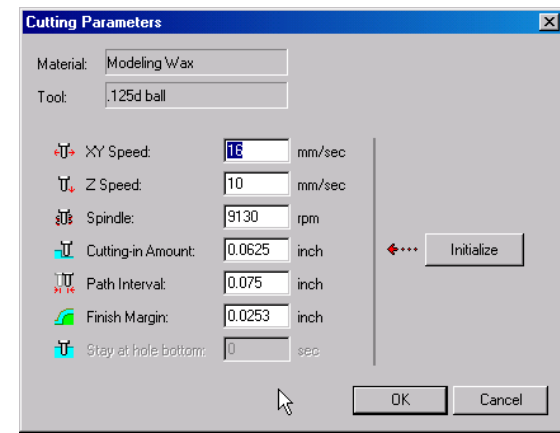 Cutting Parameters
Material: Modeling Wax
Tool: .125d ball
XY Speed: 16 mm/sec
Z Speed: 10 mm/sec
Spindle: 9130 rpm
Cutting-in Amount: 0.0625 inch Initialize
Path Interval: 0.075 inch
Finish Margin: 0.0253 inch
Stay at hole bottom: 0 sec
OK Cancel